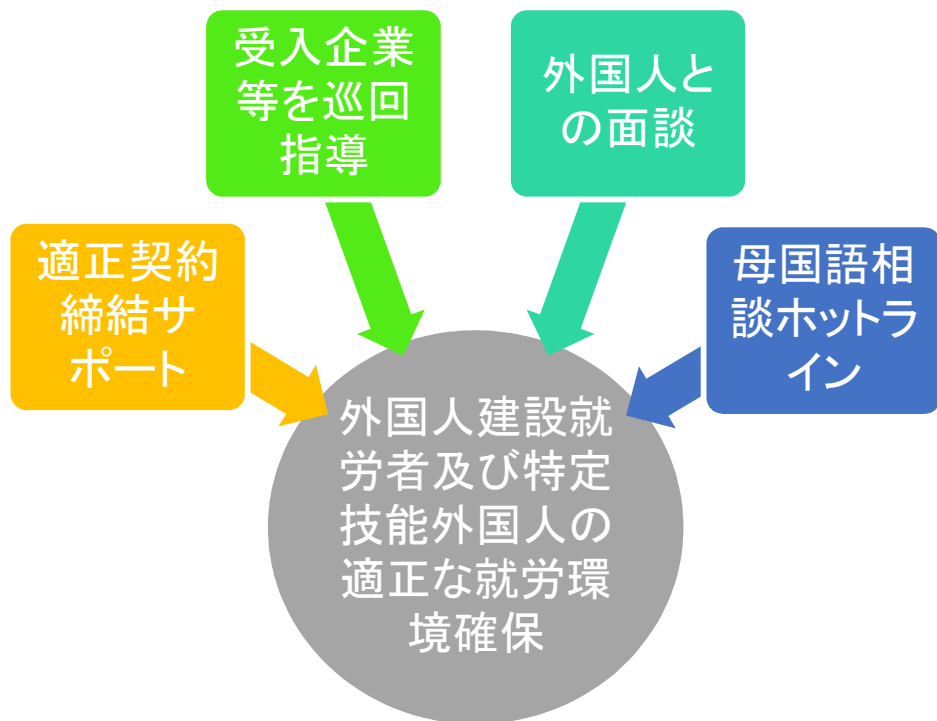 受入企業
等を巡回
指導
外国人と
の面談
適正契約
締結サ
ポート
母国語相
談ホットラ
イン
外国人建設就
労者及び特定
技能外国人の
適正な就労環
境確保